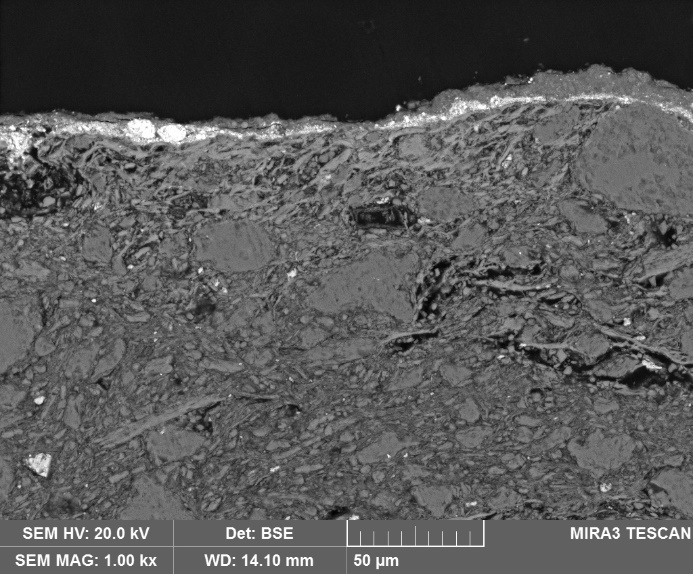 SEM HV: 20.0 kV
Det: BSE
MIRA3 TESCAN
SEM MAG: 1.00 kx
WD: 14.10 mm
50 µm